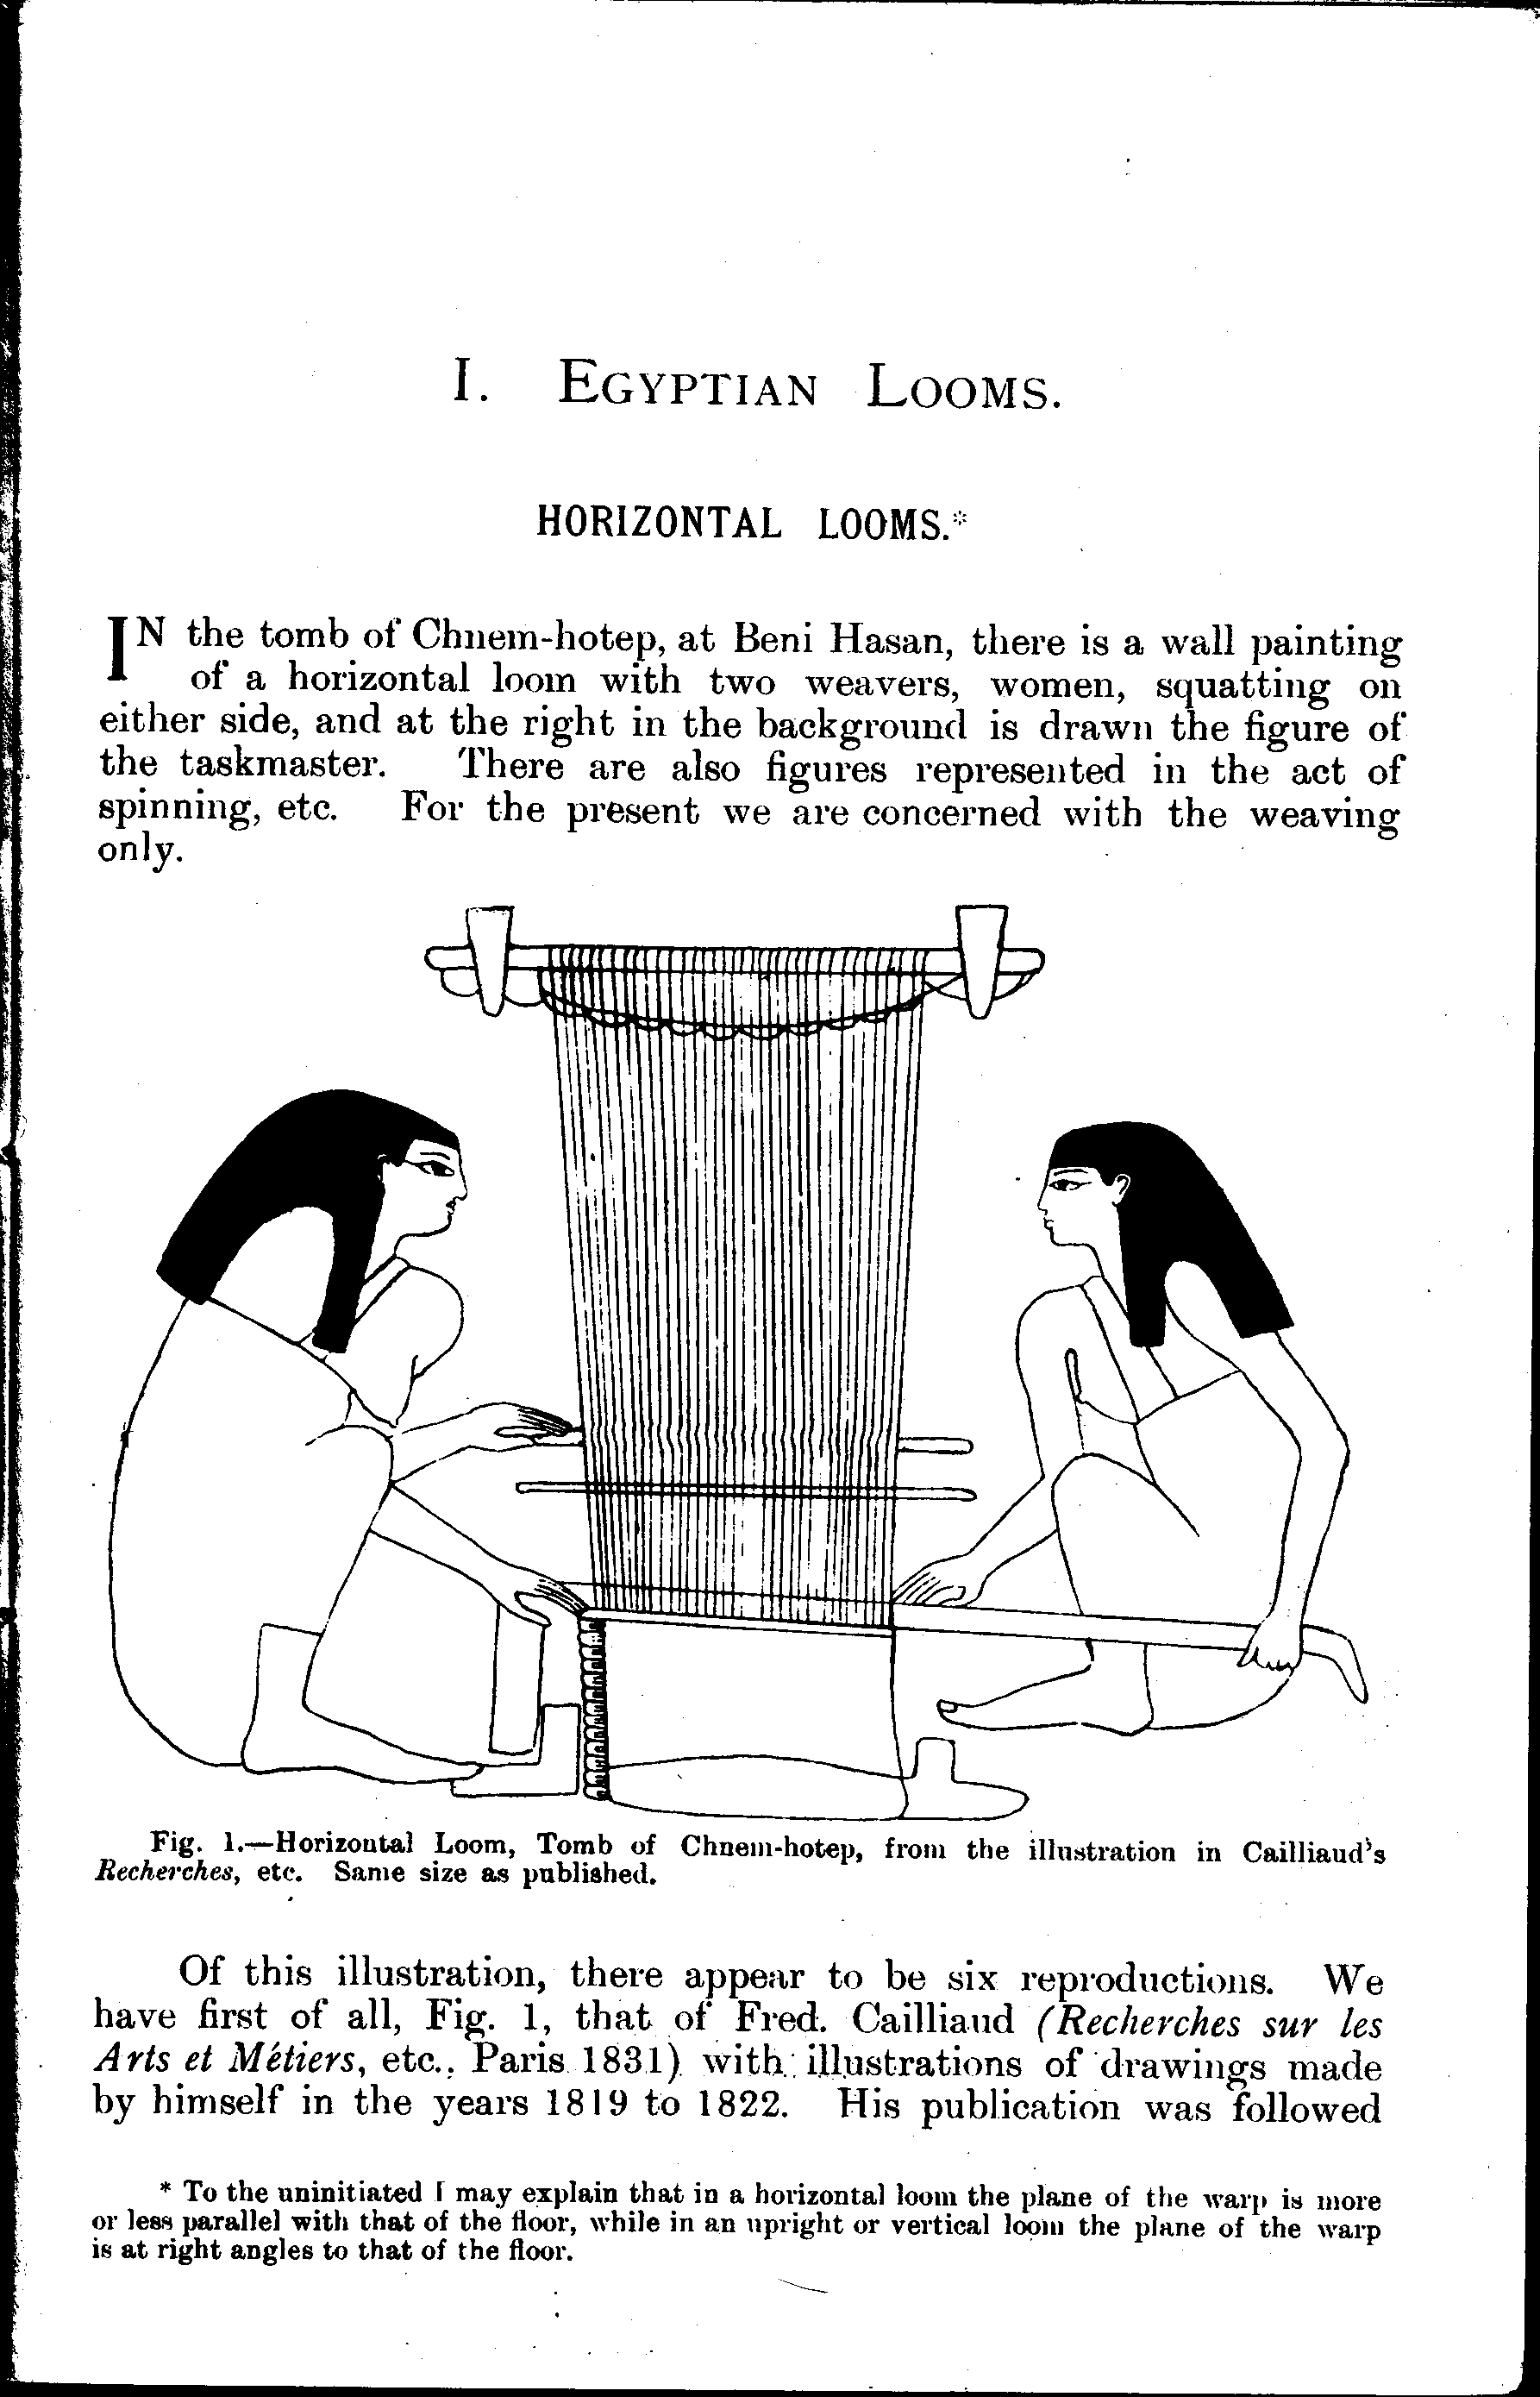 I. EGYPTIAN LOOMS.
HORIZONTAL LOOMS.*
IN the tomb of Chnem-hotep, at Beni Hasan, there is a wall painting
of a horizontal loom with two weavers, women, squatting on
either side, and at the right in the background is drawn the figure of
the taskmaster. There are also figures represented in the act of
spinning, etc. For the present we are concerned with the weaving
only.
Fig. 1.—Horizontal Loom, Tomb of Chnem-hotep, from the illustration in Cailliaud's
Recherches, etc. Same size as published.
Of this illustration, there appear to be six reproductions. We
have first of all, Fig. 1, that of Fred. Cailliaud (Recherches sur les
Arts et Métiers, etc., Paris 1831) with illustrations of drawings made
by himself in the years 1819 to 1822. His publication was followed
* To the uninitiated I may explain that in a horizontal loom the plane of the warp is more
or less parallel with that of the floor, while in an upright or vertical loom the plane of the warp
is at right angles to that of the floor.